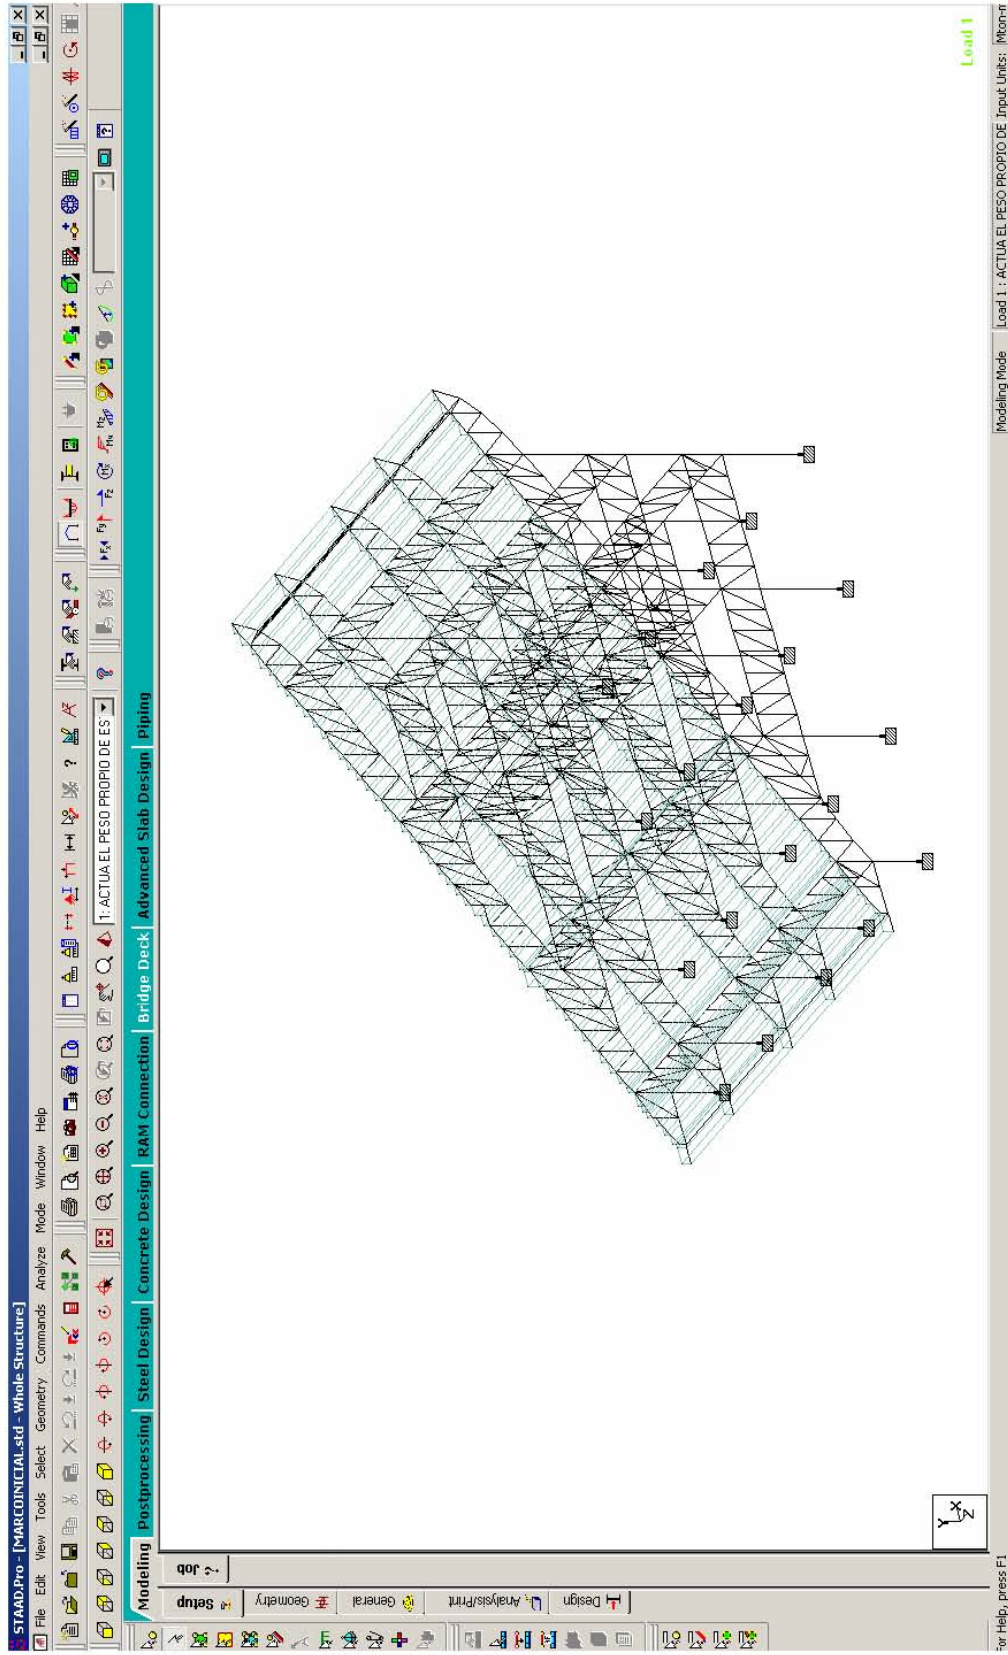 STAAD.Pro - [MARCOINICIAL.std - Whole Structure]
File Edit View Tools Select Geometry Commands Analyze Mode Window Help
1: ACTUA EL PESO PROPIO DE ES
Modeling Postprocessing Steel Design Concrete Design RAM Connection Bridge Deck Advanced Slab Design Piping
Job
Setup
Geometry
General
Analysis/Print
Design
Load 1
Y
X
Z
For Help, press F1
Modeling Mode
Load 1 : ACTUA EL PESO PROPIO DE
Input Units: